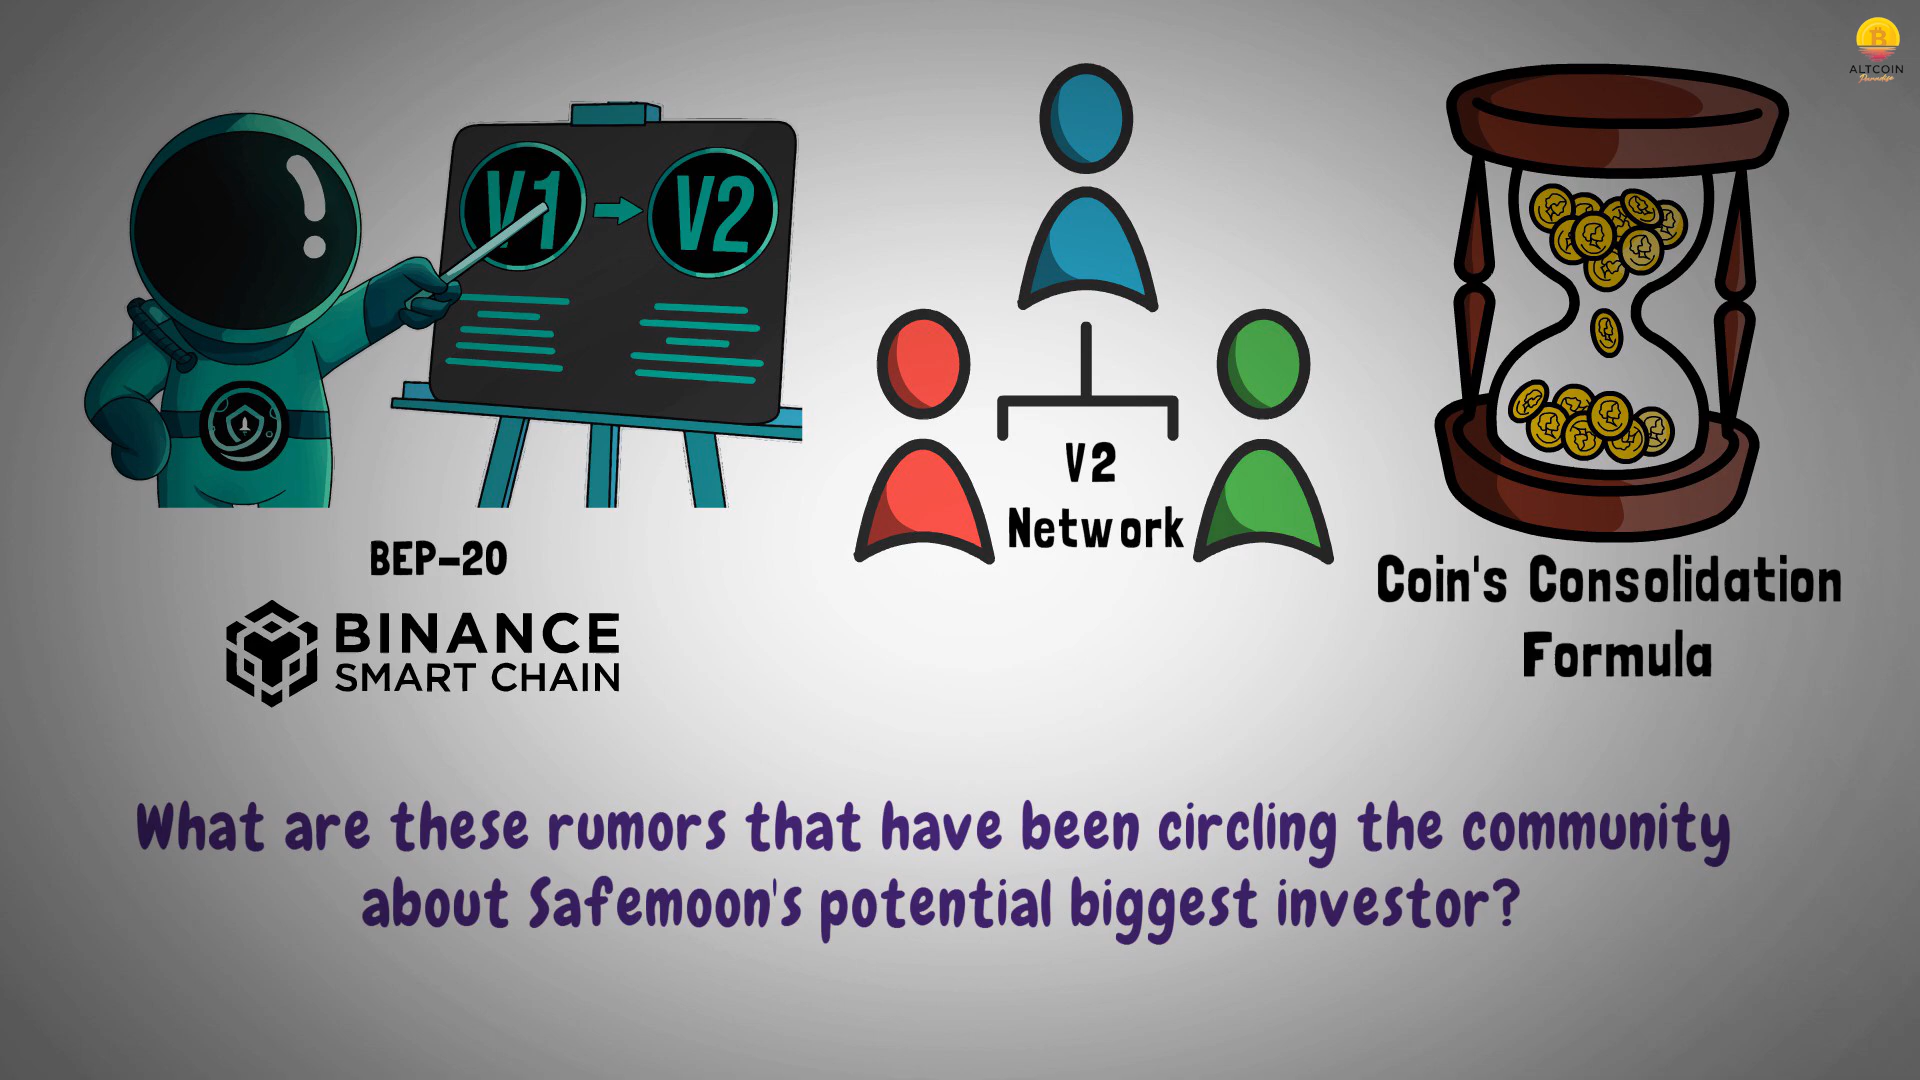 ALTCOIN
Paradise
V1
V2
V2
Network
BEP-20
BINANCE
SMART CHAIN
Coin's Consolidation
Formula
What are these rumors that have been circling the community
about Safemoon's potential biggest investor?